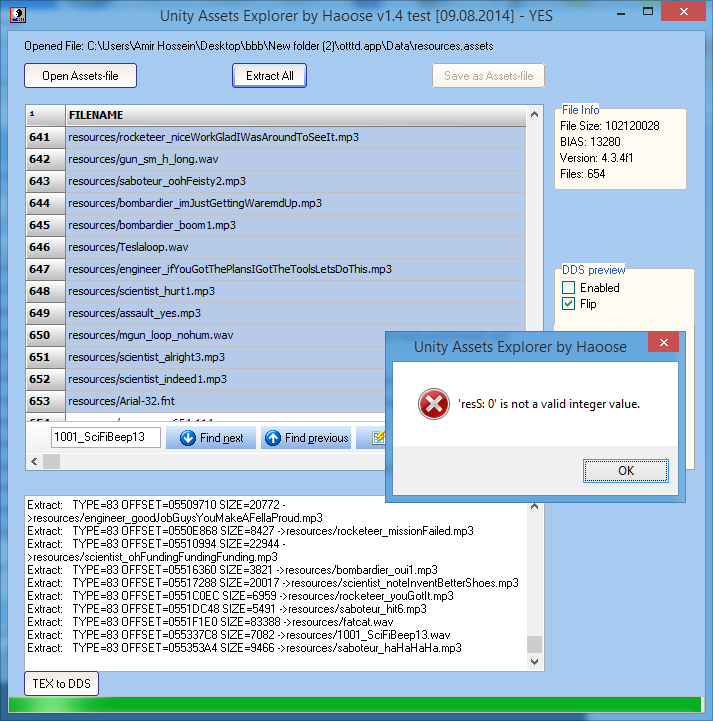 Unity Assets Explorer by Haoose v1.4 test [09.08.2014] - YES
Opened File: C:\Users\Amir Hossein\Desktop\bbb\New folder (2)\otttd.app\Data\resources.assets
Open Assets-file
Extract All
Save as Assets-file
1 FILENAME
641 resources/rocketeer_niceWorkGladIWasAroundToSeeIt.mp3
642 resources/gun_sm_h_long.wav
643 resources/saboteur_oohFeisty2.mp3
644 resources/bombardier_imJustGettingWaremdUp.mp3
645 resources/bombardier_boom1.mp3
646 resources/Teslaloop.wav
647 resources/engineer_ifYouGotThePlansIGotTheToolsLetsDoThis.mp3
648 resources/scientist_hurt1.mp3
649 resources/assault_yes.mp3
650 resources/mgun_loop_nohum.wav
651 resources/scientist_alright3.mp3
652 resources/scientist_indeed1.mp3
653 resources/Arial-32.fnt
File Info
File Size: 102120028
BIAS: 13280
Version: 4.3.4f1
Files: 654
DDS preview
Enabled
Flip
Unity Assets Explorer by Haoose
'resS: 0' is not a valid integer value.
OK
1001_SciFiBeep13
Find next
Find previous
Extract: TYPE=83 OFFSET=05509710 SIZE=20772 -
>resources/engineer_goodJobGuysYouMakeAFellaProud.mp3
Extract: TYPE=83 OFFSET=0550E868 SIZE=8427 ->resources/rocketeer_missionFailed.mp3
Extract: TYPE=83 OFFSET=05510994 SIZE=22944 -
>resources/scientist_ohFundingFundingFunding.mp3
Extract: TYPE=83 OFFSET=05516360 SIZE=3821 ->resources/bombardier_oui1.mp3
Extract: TYPE=83 OFFSET=05517288 SIZE=20017 ->resources/scientist_noteInventBetterShoes.mp3
Extract: TYPE=83 OFFSET=0551C0EC SIZE=6959 ->resources/rocketeer_youGotIt.mp3
Extract: TYPE=83 OFFSET=0551DC48 SIZE=5491 ->resources/saboteur_hit6.mp3
Extract: TYPE=83 OFFSET=0551F1E0 SIZE=83388 ->resources/fatcat.wav
Extract: TYPE=83 OFFSET=055337C8 SIZE=7082 ->resources/1001_SciFiBeep13.wav
Extract: TYPE=83 OFFSET=055353A4 SIZE=9466 ->resources/saboteur_haHaHaHa.mp3
TEX to DDS